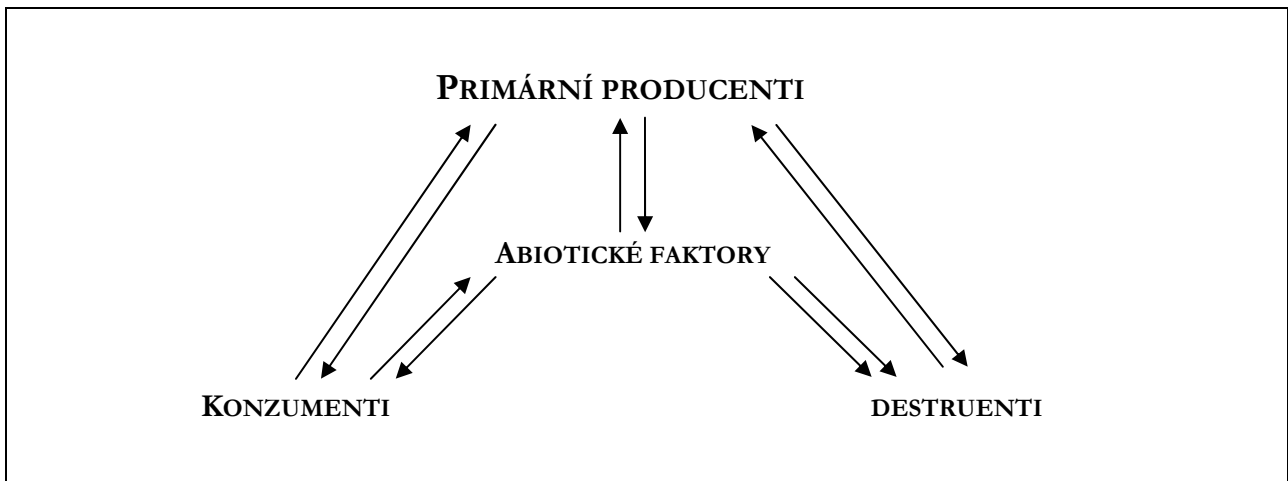 PRIMÁRNÍ PRODUCENTI
ABIOTICKÉ FAKTORY
KONZUMENTI
DESTRUENTI